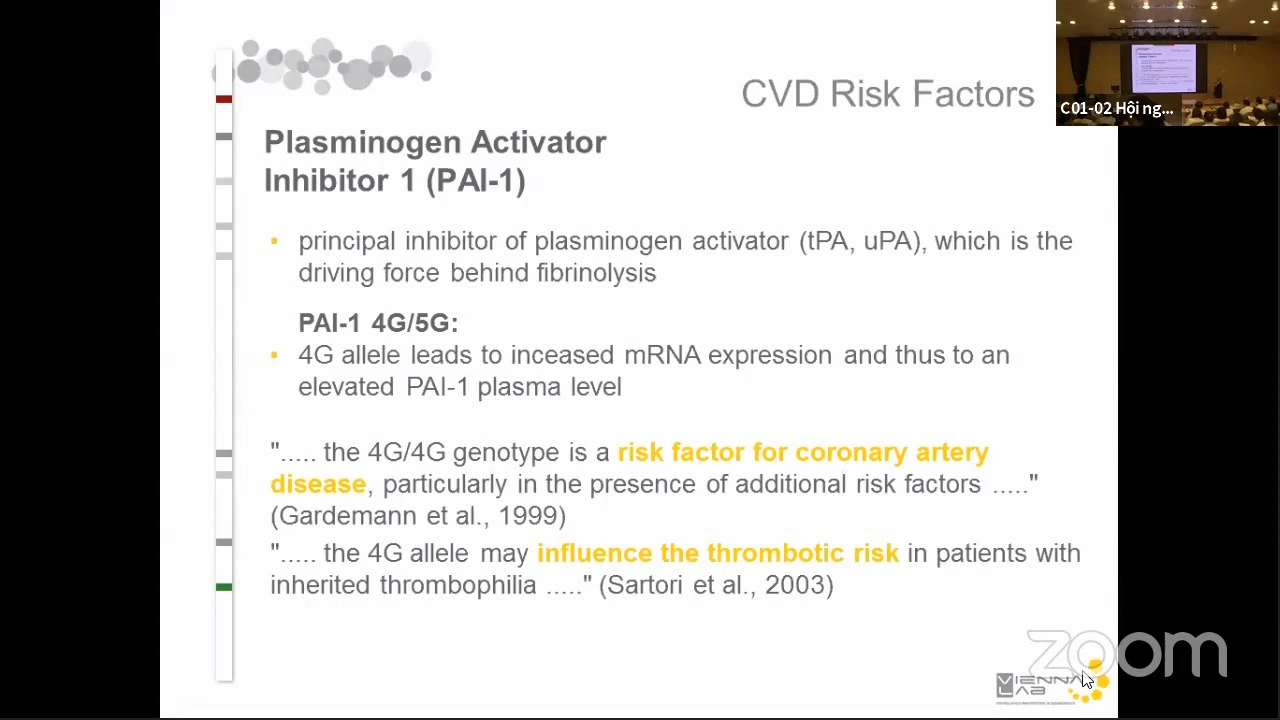 CVD Risk Factors
C01-02 Hội ng...
Plasminogen Activator
Inhibitor 1 (PAI-1)
• principal inhibitor of plasminogen activator (tPA, uPA), which is the
driving force behind fibrinolysis
PAI-1 4G/5G:
• 4G allele leads to inceased mRNA expression and thus to an
elevated PAI-1 plasma level
"..... the 4G/4G genotype is a risk factor for coronary artery
disease, particularly in the presence of additional risk factors ....."
(Gardemann et al., 1999)
"..... the 4G allele may influence the thrombotic risk in patients with
inherited thrombophilia ....." (Sartori et al., 2003)
zoom
VIENNA
LAB